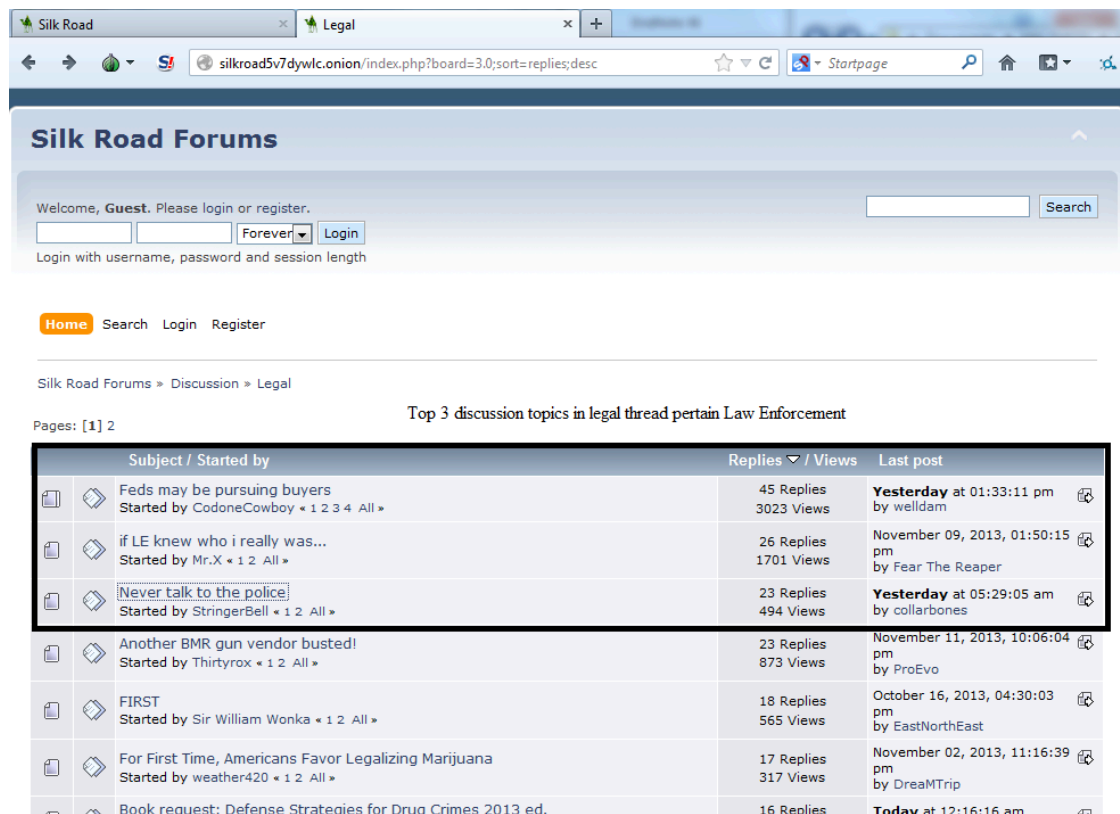 Silk Road
Legal
silkroad5v7dywlc.onion/index.php?board=3.0;sort=replies;desc
Startpage
Silk Road Forums
Welcome, Guest. Please login or register.
Search
Forever
Login
Login with username, password and session length
Home Search Login Register
Silk Road Forums » Discussion » Legal
Top 3 discussion topics in legal thread pertain Law Enforcement
Pages: [1] 2
Subject / Started by Replies / Views Last post
Feds may be pursuing buyers
Started by CodoneCowboy « 1 2 3 4 All »
45 Replies
3023 Views
Yesterday at 01:33:11 pm
by welldam
if LE knew who i really was...
Started by Mr.X « 1 2 All »
26 Replies
1701 Views
November 09, 2013, 01:50:15
pm
by Fear The Reaper
Never talk to the police
Started by StringerBell « 1 2 All »
23 Replies
494 Views
Yesterday at 05:29:05 am
by collarbones
Another BMR gun vendor busted!
Started by Thirtyrox « 1 2 All »
23 Replies
873 Views
November 11, 2013, 10:06:04
pm
by ProEvo
FIRST
Started by Sir William Wonka « 1 2 All »
18 Replies
565 Views
October 16, 2013, 04:30:03
pm
by EastNorthEast
For First Time, Americans Favor Legalizing Marijuana
Started by weather420 « 1 2 All »
17 Replies
317 Views
November 02, 2013, 11:16:39
pm
by DreaMTrip
Book request: Defense Strategies for Drug Crimes 2013 ed.
16 Replies
Today at 12:16:16 am